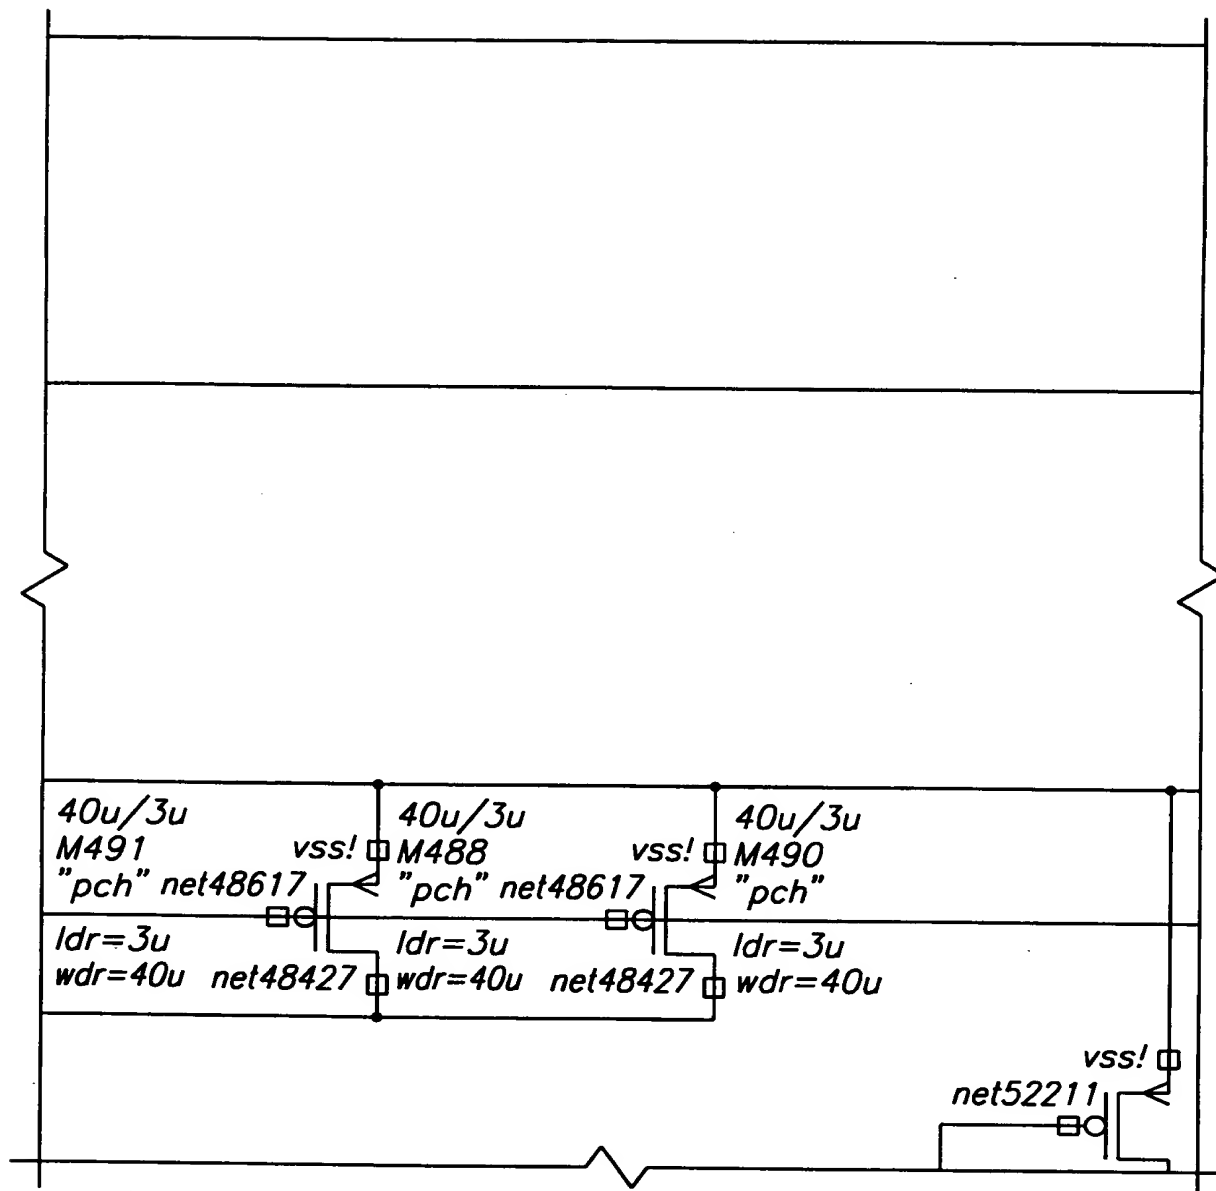 40u/3u
M491
"pch"
ldr=3u
wdr=40u
vss!
net48617
net48427
40u/3u
M488
"pch"
ldr=3u
wdr=40u
vss!
net48617
net48427
40u/3u
M490
"pch"
ldr=3u
wdr=40u
vss!
net52211